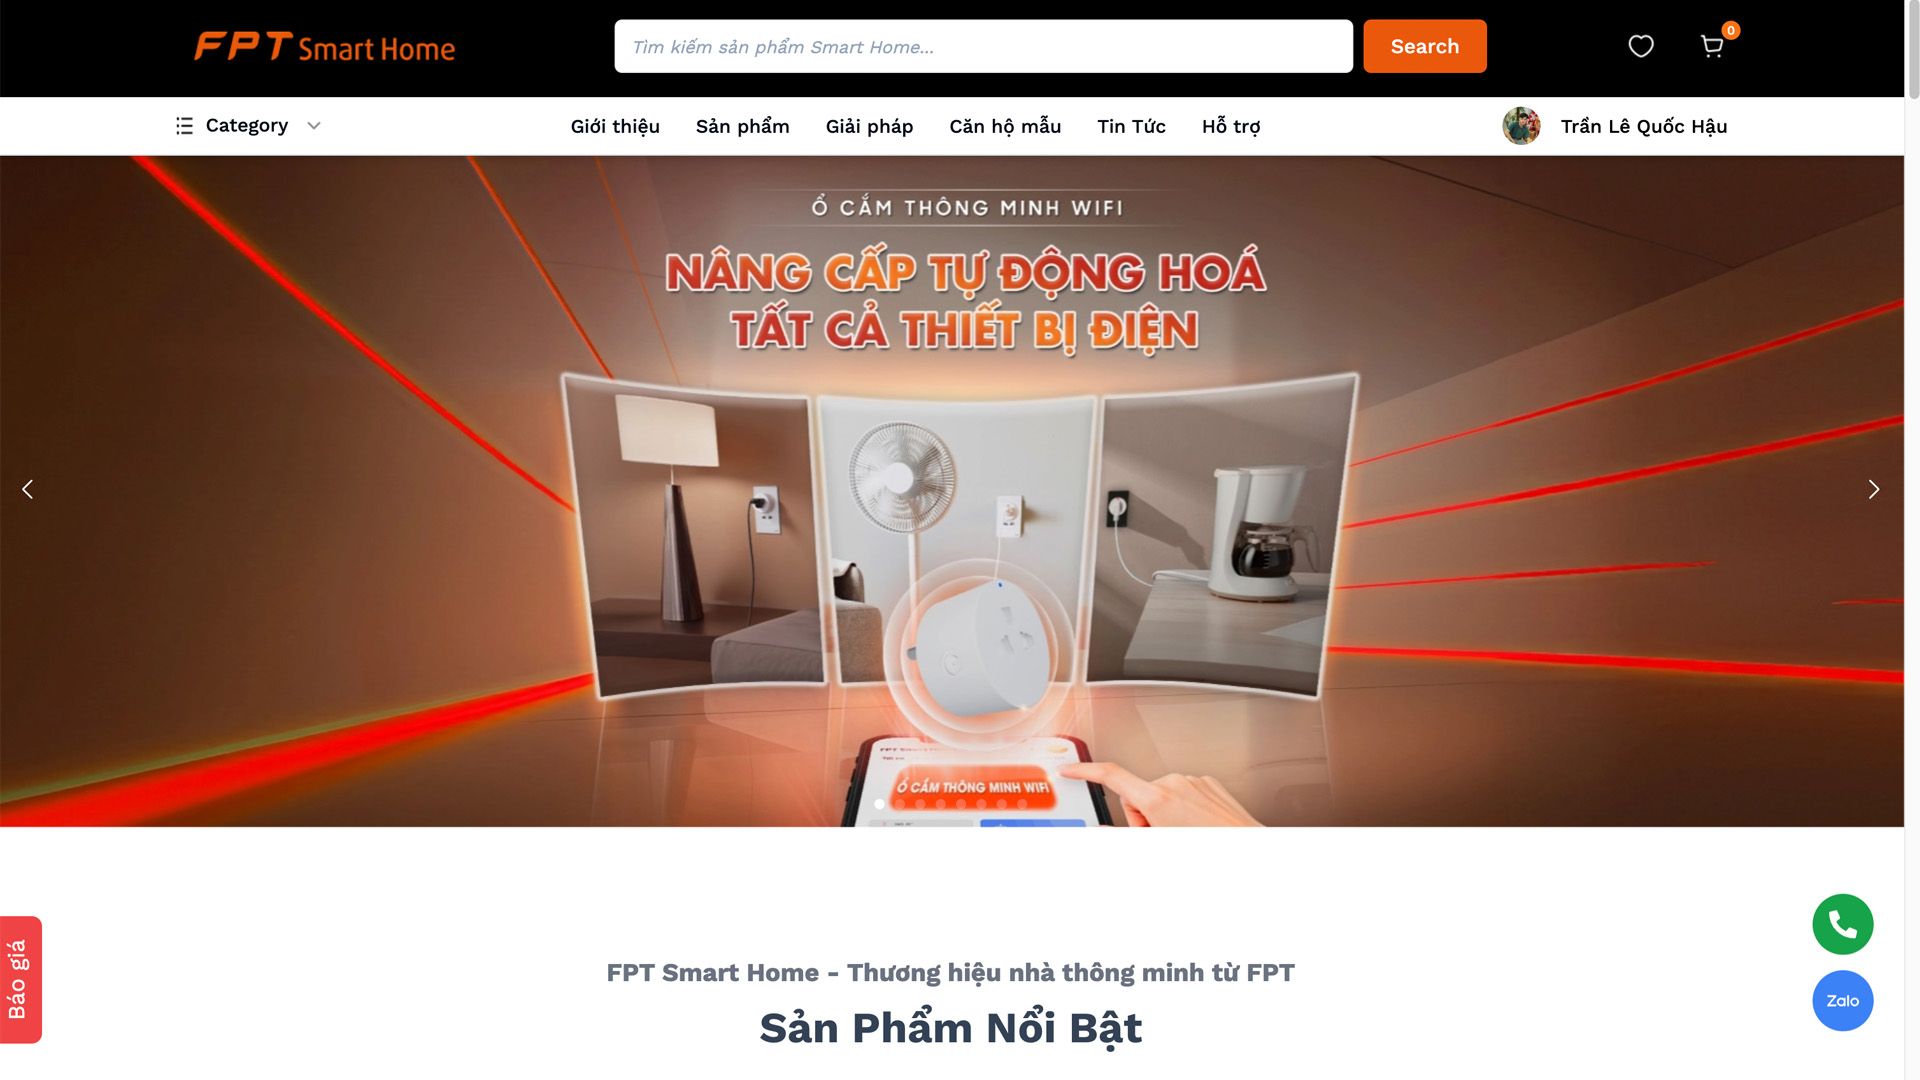 FPT Smart Home
Tìm kiếm sản phẩm Smart Home...
Search
0
Category
Giới thiệu
Sản phẩm
Giải pháp
Căn hộ mẫu
Tin Tức
Hỗ trợ
Trần Lê Quốc Hậu
Ổ CẮM THÔNG MINH WIFI
NÂNG CẤP TỰ ĐỘNG HOÁ
TẤT CẢ THIẾT BỊ ĐIỆN
Ổ CẮM THÔNG MINH WIFI
Báo giá
FPT Smart Home - Thương hiệu nhà thông minh từ FPT
Sản Phẩm Nổi Bật
Zalo